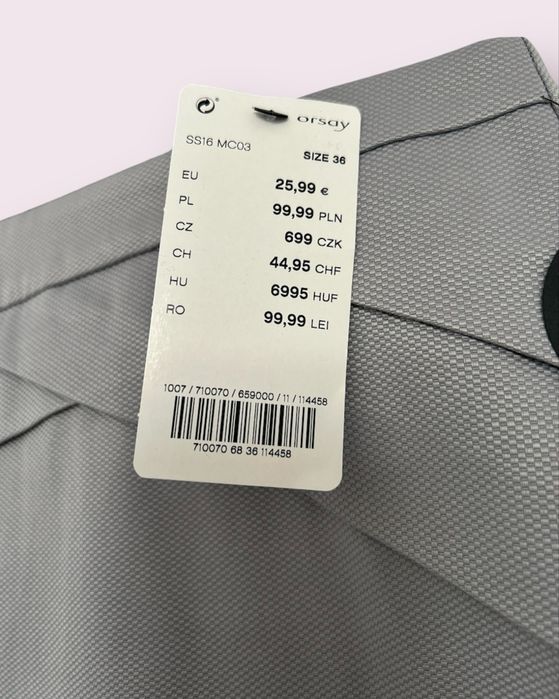 orsay
SS16 MC03
SIZE 36
EU 25,99 €
PL 99,99 PLN
CZ 699 CZK
CH 44,95 CHF
HU 6995 HUF
RO 99,99 LEI
1007 / 710070 / 659000 / 11 / 114458
710070 68 36 114458